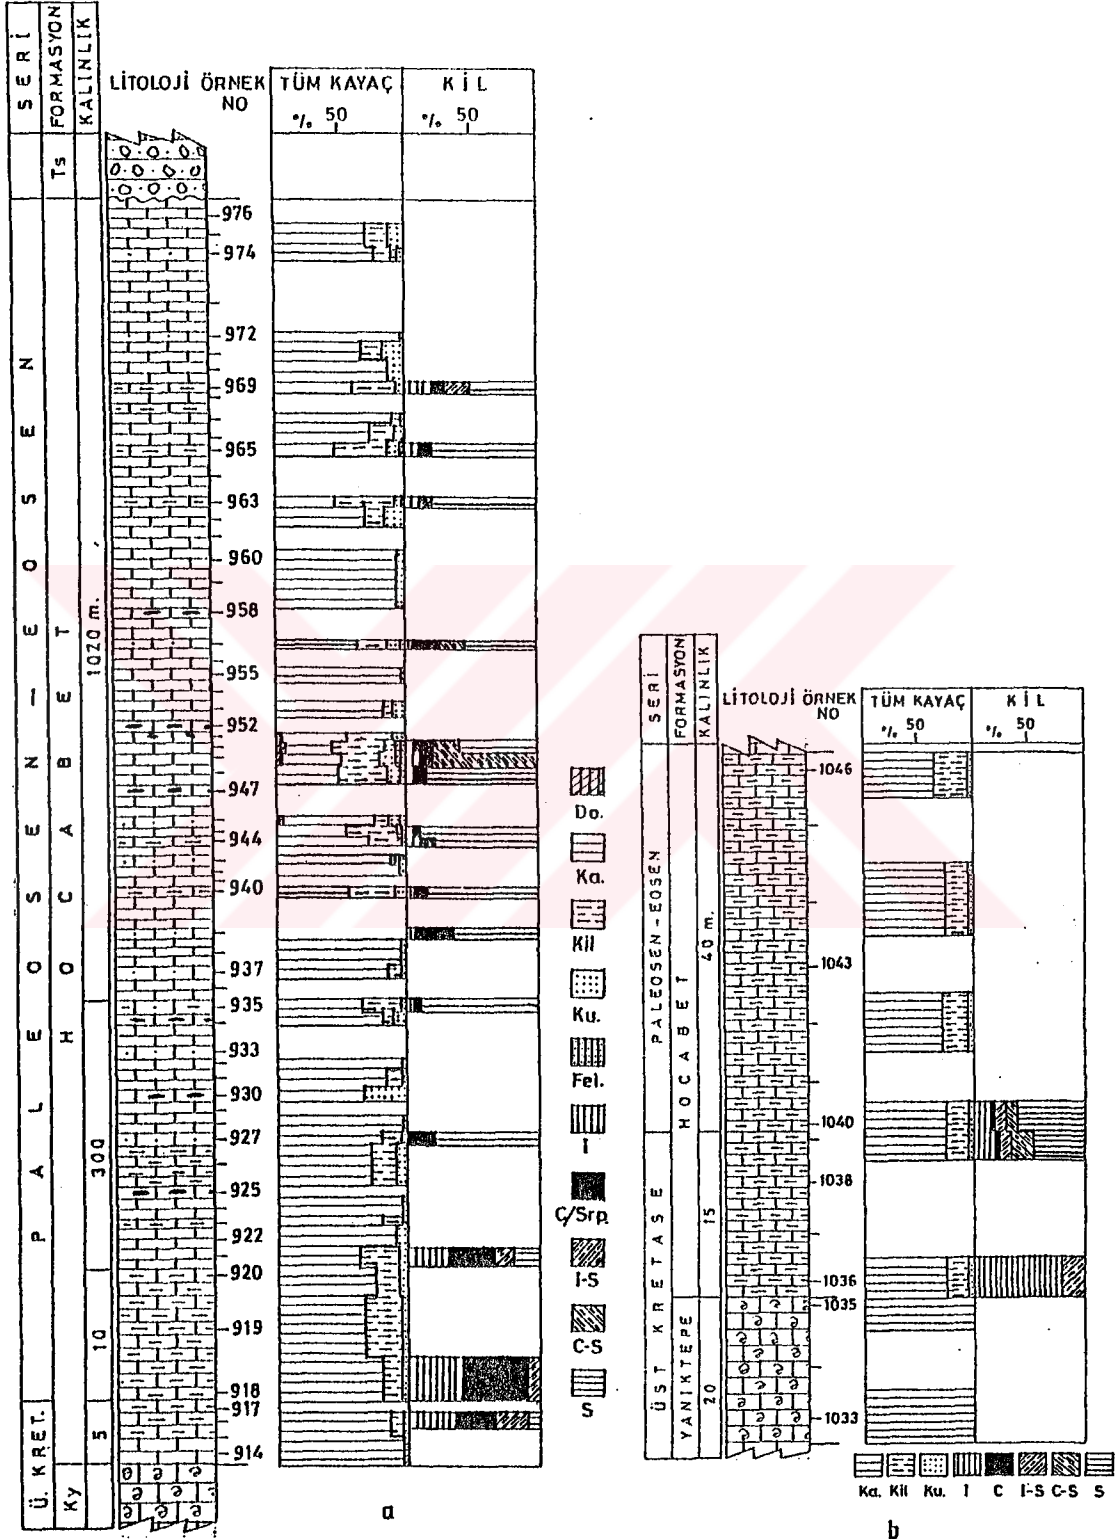 SERİ
FORMASYON
KALINLIK
LİTOLOJİ
ÖRNEK NO
TÜM KAYAÇ
KİL
% 50
% 50
Ts
PALEOSEN-EOSEN
HOCABET
1020 m.
300
10
5
Ü. KRET.
Ky
976
974
972
969
965
963
960
958
955
952
947
944
940
937
935
933
930
927
925
922
920
919
918
917
914
a
Do.
Ka.
Kil
Ku.
Fel.
I
C/Srp.
I-S
C-S
S
SERİ
FORMASYON
KALINLIK
LİTOLOJİ
ÖRNEK NO
TÜM KAYAÇ
KİL
% 50
% 50
PALEOSEN-EOSEN
ÜST KRETASE
HOCABET
YANIKTEPE
40 m.
15
20
1046
1043
1040
1038
1036
1035
1033
Ka. Kil Ku. I C I-S C-S S
b